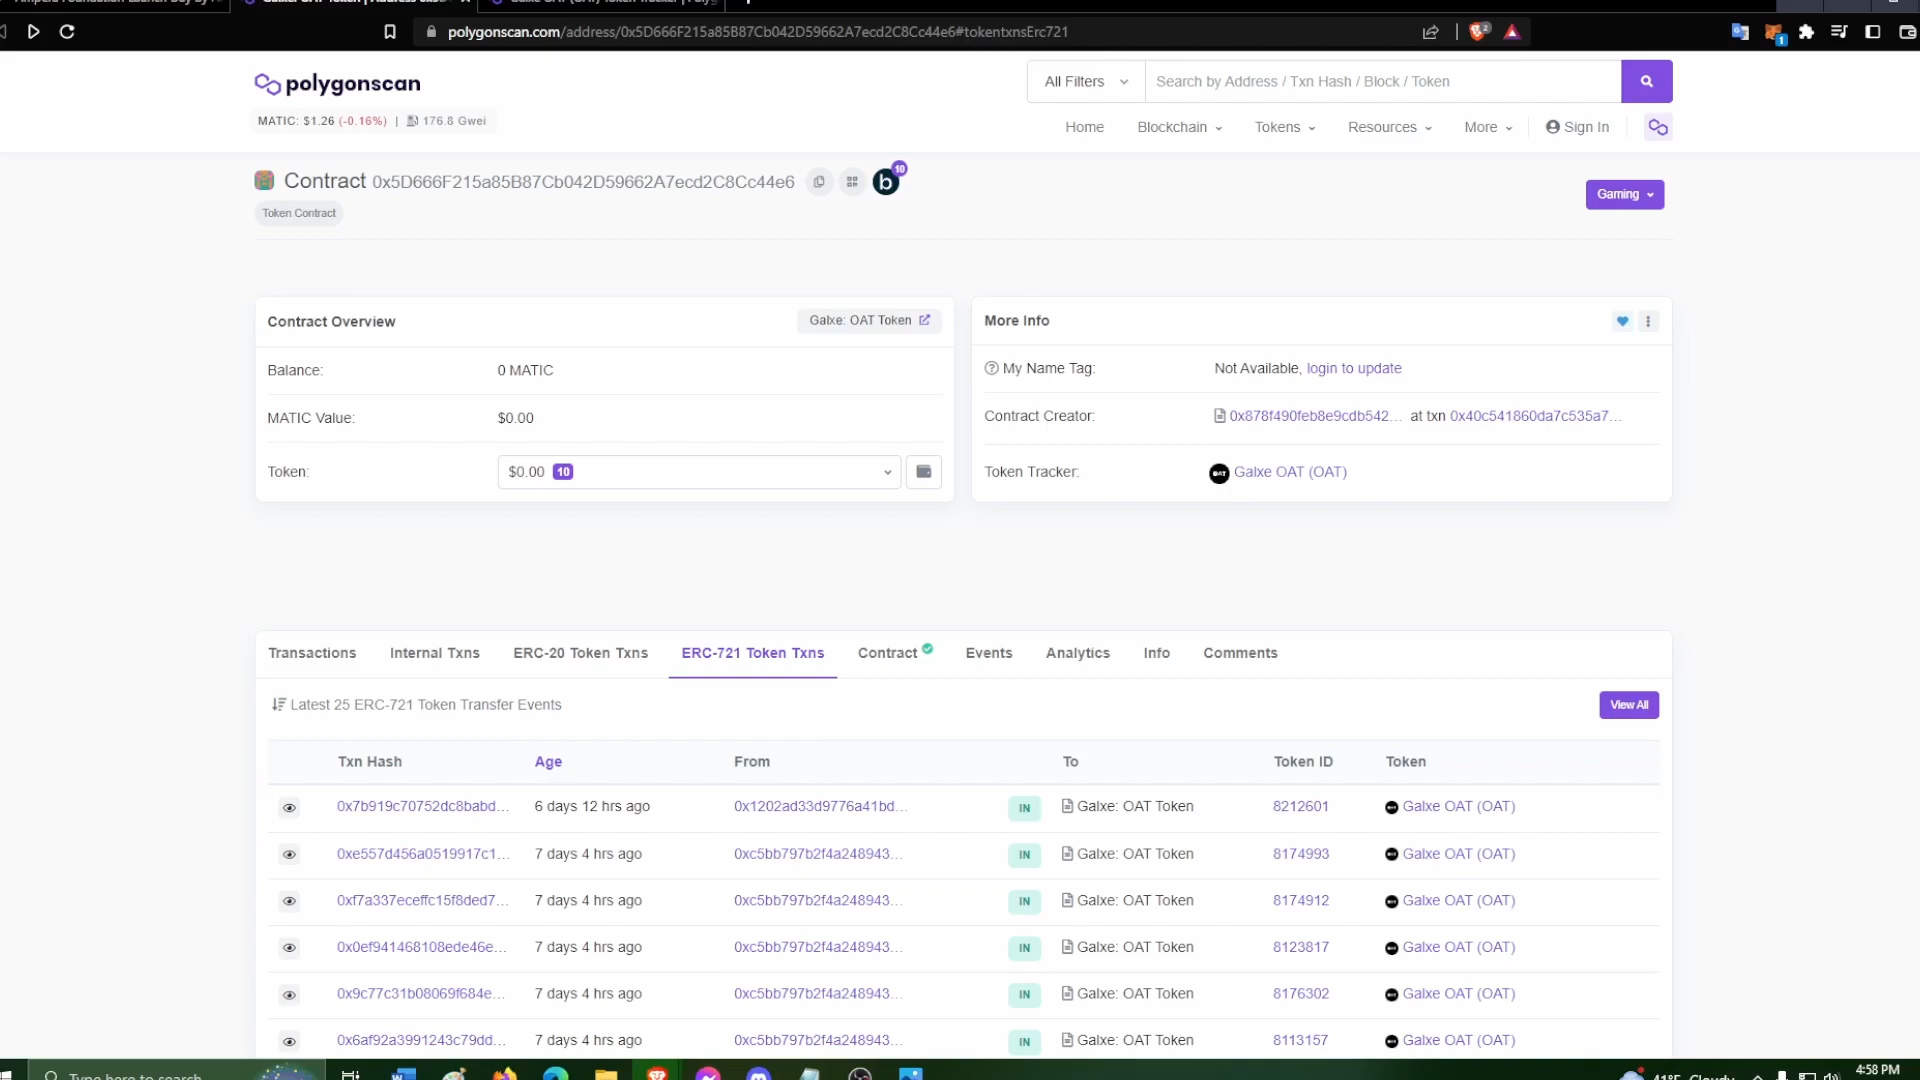 polygonscan.com/address/0x5D666F215a85B87Cb042D59662A7ecd2C8Cc44e6#tokentxnsErc721
2
1
polygonscan
All Filters
Search by Address / Txn Hash / Block / Token
MATIC: $1.26 (-0.16%) | 176.8 Gwei
Home Blockchain Tokens Resources More Sign In
Contract 0x5D666F215a85B87Cb042D59662A7ecd2C8Cc44e6
b 10
Gaming
Token Contract
Contract Overview
Galxe: OAT Token
Balance: 0 MATIC
MATIC Value: $0.00
Token: $0.00 10
More Info
My Name Tag: Not Available, login to update
Contract Creator: 0x878f490feb8e9cdb542... at txn 0x40c541860da7c535a7...
Token Tracker: OAT Galxe OAT (OAT)
Transactions Internal Txns ERC-20 Token Txns ERC-721 Token Txns Contract Events Analytics Info Comments
Latest 25 ERC-721 Token Transfer Events
View All
Txn Hash Age From To Token ID Token
0x7b919c70752dc8babd... 6 days 12 hrs ago 0x1202ad33d9776a41bd... IN Galxe: OAT Token 8212601 Galxe OAT (OAT)
0xe557d456a0519917c1... 7 days 4 hrs ago 0xc5bb797b2f4a248943... IN Galxe: OAT Token 8174993 Galxe OAT (OAT)
0xf7a337eceffc15f8ded7... 7 days 4 hrs ago 0xc5bb797b2f4a248943... IN Galxe: OAT Token 8174912 Galxe OAT (OAT)
0x0ef941468108ede46e... 7 days 4 hrs ago 0xc5bb797b2f4a248943... IN Galxe: OAT Token 8123817 Galxe OAT (OAT)
0x9c77c31b08069f684e... 7 days 4 hrs ago 0xc5bb797b2f4a248943... IN Galxe: OAT Token 8176302 Galxe OAT (OAT)
0x6af92a3991243c79dd... 7 days 4 hrs ago 0xc5bb797b2f4a248943... IN Galxe: OAT Token 8113157 Galxe OAT (OAT)
Type here to search
41°F Cloudy
4:58 PM